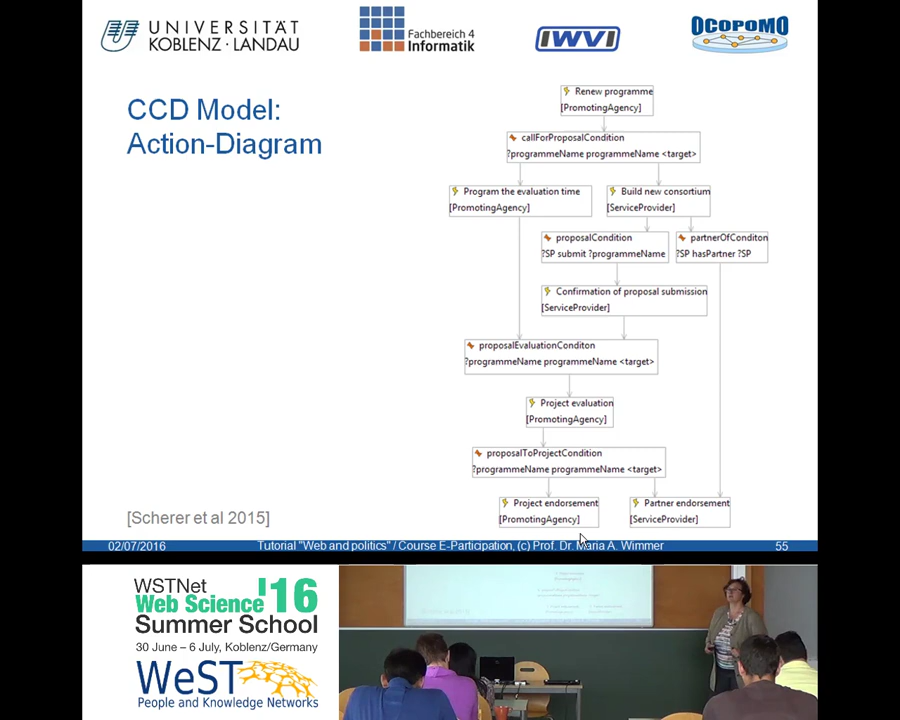 UNIVERSITÄT
KOBLENZ · LANDAU
Fachbereich 4
Informatik
IWVI
OCOPOMO
CCD Model:
Action-Diagram
Renew programme
[PromotingAgency]
callForProposalCondition
?programmeName programmeName <target>
Program the evaluation time
[PromotingAgency]
Build new consortium
[ServiceProvider]
proposalCondition
?SP submit ?programmeName
partnerOfConditon
?SP hasPartner ?SP
Confirmation of proposal submission
[ServiceProvider]
proposalEvaluationConditon
?programmeName programmeName <target>
Project evaluation
[PromotingAgency]
proposalToProjectCondition
?programmeName programmeName <target>
Project endorsement
[PromotingAgency]
Partner endorsement
[ServiceProvider]
[Scherer et al 2015]
02/07/2016
Tutorial "Web and politics" / Course E-Participation, (c) Prof. Dr. Maria A. Wimmer
55
WSTNet
Web Science '16
Summer School
30 June – 6 July, Koblenz/Germany
WeST
People and Knowledge Networks